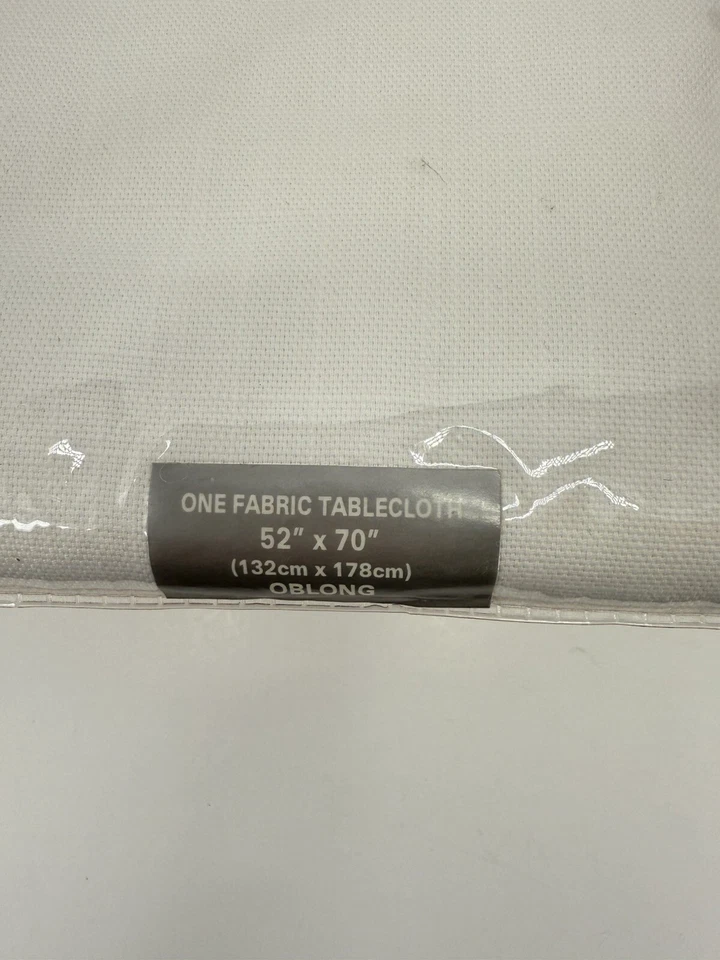 ONE FABRIC TABLECLOTH
52" x 70"
(132cm x 178cm)
OBLONG